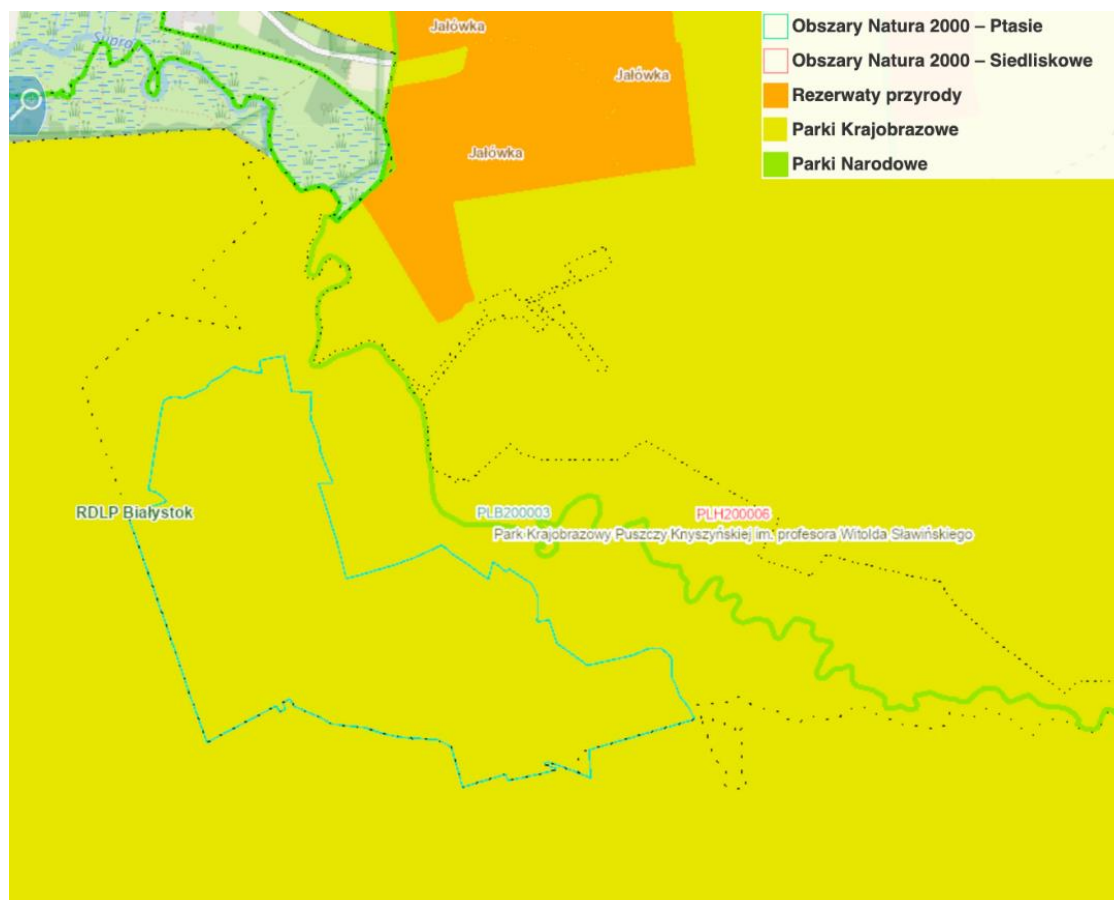 Jałówka
Obszary Natura 2000 – Ptasie
Obszary Natura 2000 – Siedliskowe
Jałówka
Rezerwaty przyrody
Parki Krajobrazowe
Jałówka
Parki Narodowe
RDLP Białystok
PLB200003
PLH200006
Park Krajobrazowy Puszczy Knyszyńskiej im. profesora Witolda Sławińskiego